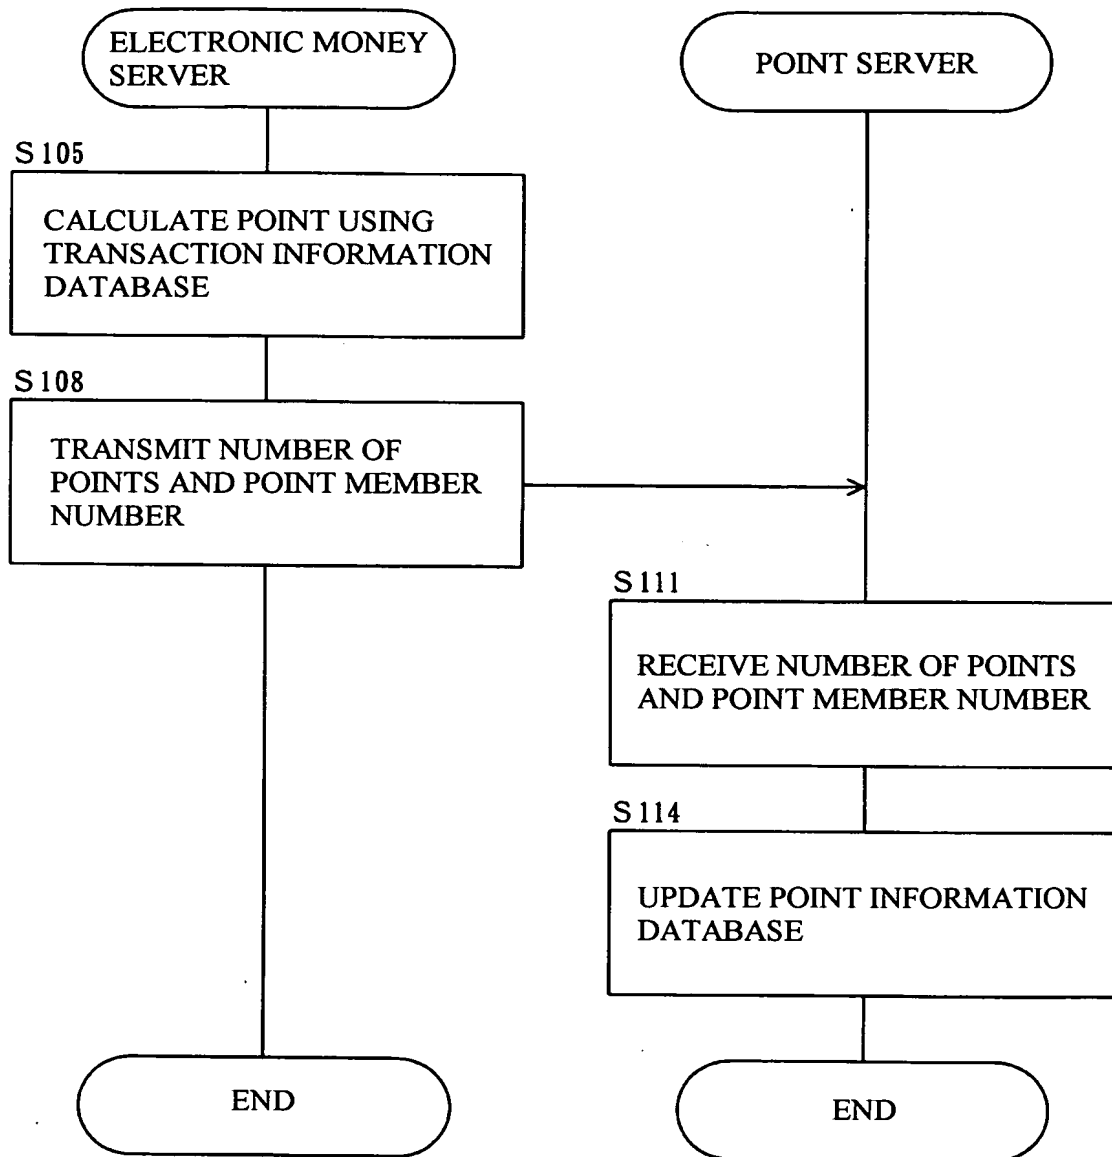 ELECTRONIC MONEY
SERVER
POINT SERVER
S105
CALCULATE POINT USING
TRANSACTION INFORMATION
DATABASE
S108
TRANSMIT NUMBER OF
POINTS AND POINT MEMBER
NUMBER
S111
RECEIVE NUMBER OF POINTS
AND POINT MEMBER NUMBER
S114
UPDATE POINT INFORMATION
DATABASE
END
END